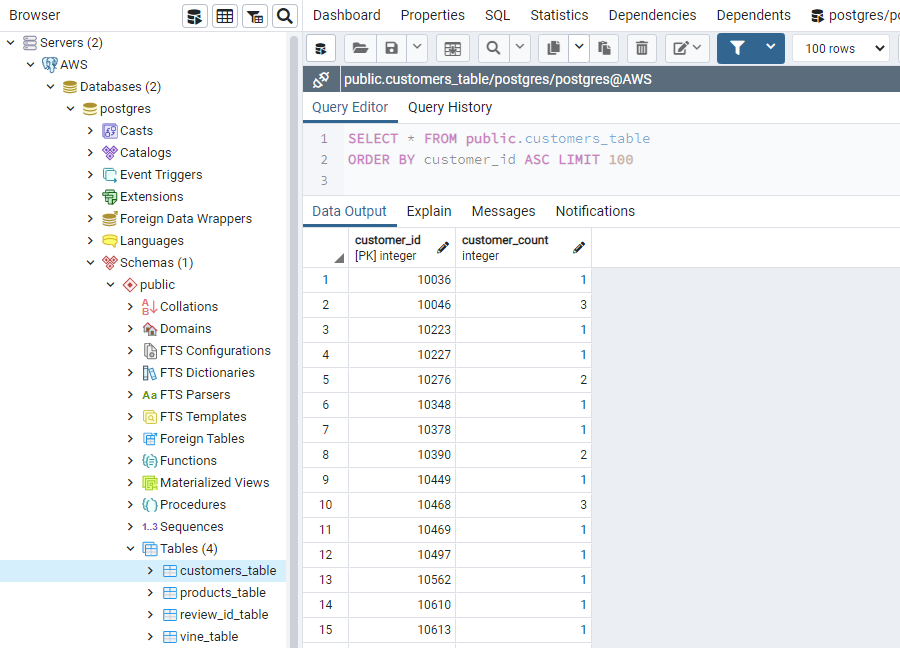 Browser
Servers (2)
AWS
Databases (2)
postgres
Casts
Catalogs
Event Triggers
Extensions
Foreign Data Wrappers
Languages
Schemas (1)
public
Collations
Domains
FTS Configurations
FTS Dictionaries
Aa FTS Parsers
FTS Templates
Foreign Tables
Functions
Materialized Views
Procedures
1..3 Sequences
Tables (4)
customers_table
products_table
review_id_table
vine_table
Dashboard Properties SQL Statistics Dependencies Dependents postgres/po
100 rows
public.customers_table/postgres/postgres@AWS
Query Editor Query History
1 SELECT * FROM public.customers_table
2 ORDER BY customer_id ASC LIMIT 100
3
Data Output Explain Messages Notifications
customer_id customer_count
[PK] integer integer
1 10036 1
2 10046 3
3 10223 1
4 10227 1
5 10276 2
6 10348 1
7 10378 1
8 10390 2
9 10449 1
10 10468 3
11 10469 1
12 10497 1
13 10562 1
14 10610 1
15 10613 1